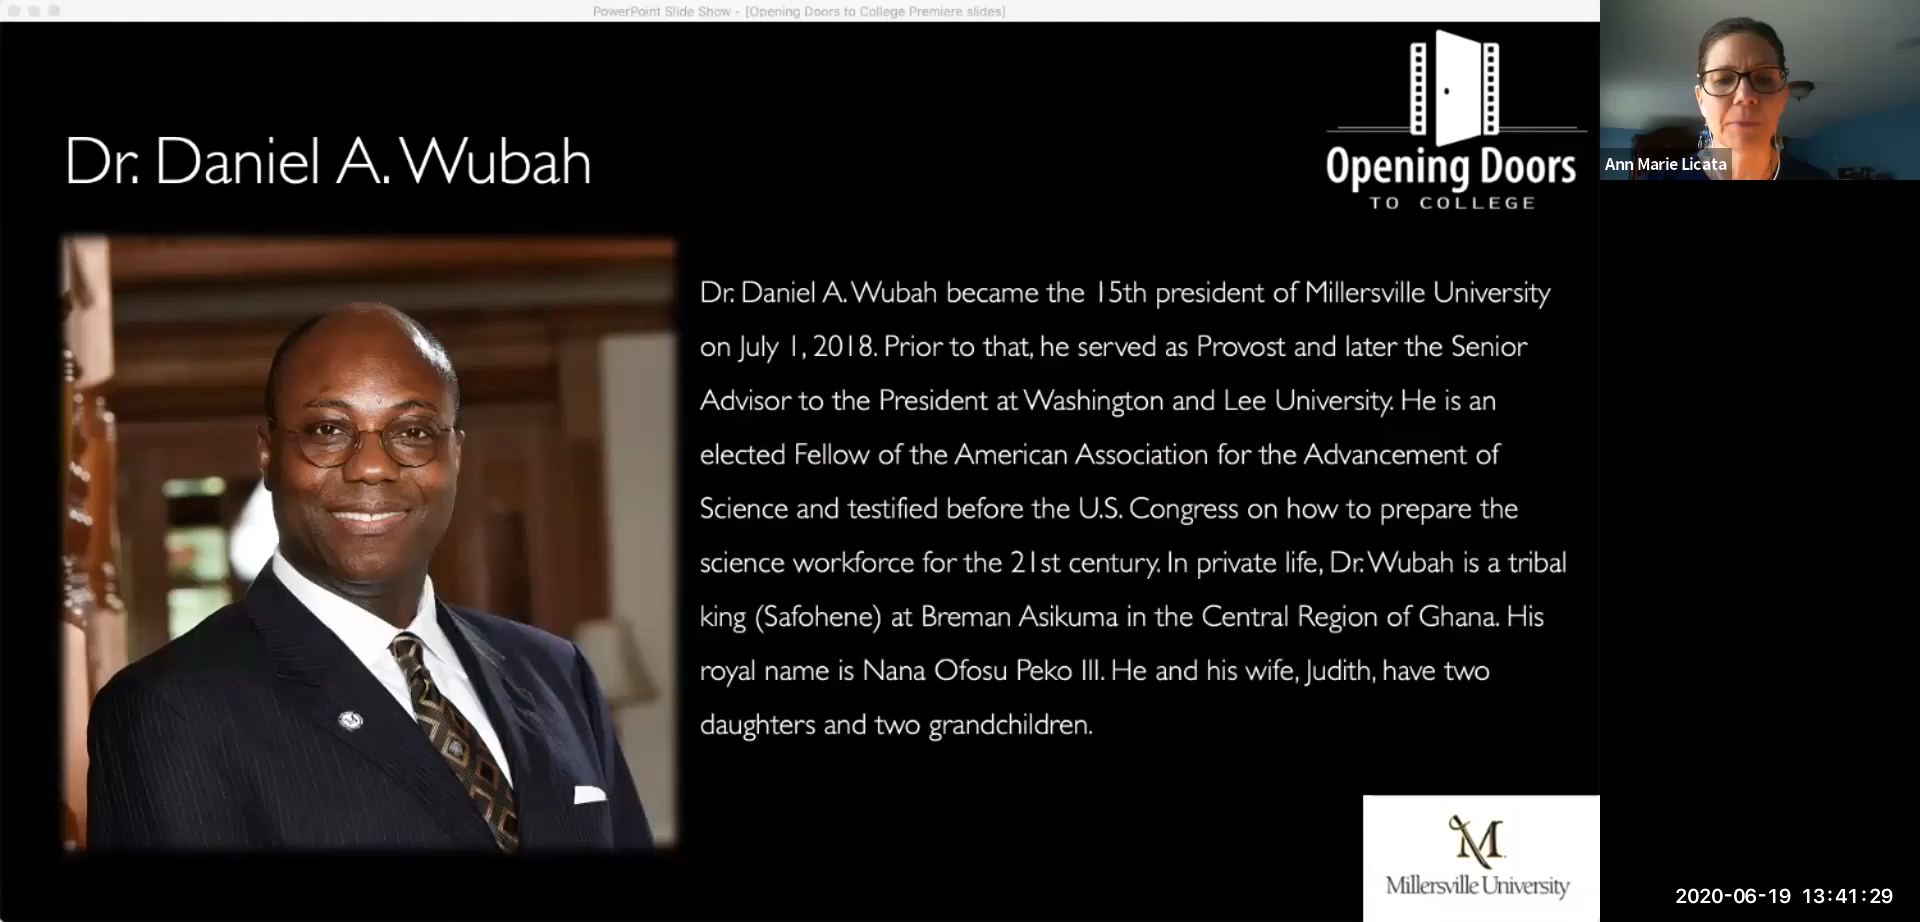 PowerPoint Slide Show - [Opening Doors to College Premiere slides]
Opening Doors
TO COLLEGE
Ann Marie Licata
Dr. Daniel A. Wubah
Dr. Daniel A. Wubah became the 15th president of Millersville University
on July 1, 2018. Prior to that, he served as Provost and later the Senior
Advisor to the President at Washington and Lee University. He is an
elected Fellow of the American Association for the Advancement of
Science and testified before the U.S. Congress on how to prepare the
science workforce for the 21st century. In private life, Dr. Wubah is a tribal
king (Safohene) at Breman Asikuma in the Central Region of Ghana. His
royal name is Nana Ofosu Peko III. He and his wife, Judith, have two
daughters and two grandchildren.
M
Millersville University
2020-06-19 13:41:29